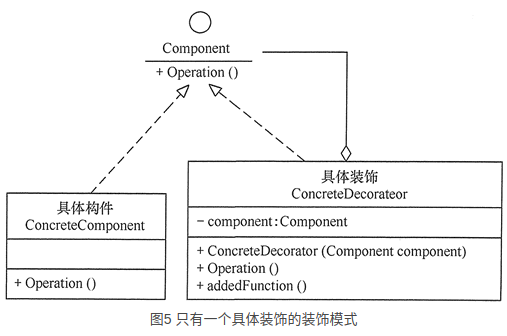 Component
+ Operation ()
具体构件
ConcreteComponent
+ Operation ()
具体装饰
ConcreteDecorateor
- component:Component
+ ConcreteDecorator (Component component)
+ Operation ()
+ addedFunction ()
图5 只有一个具体装饰的装饰模式